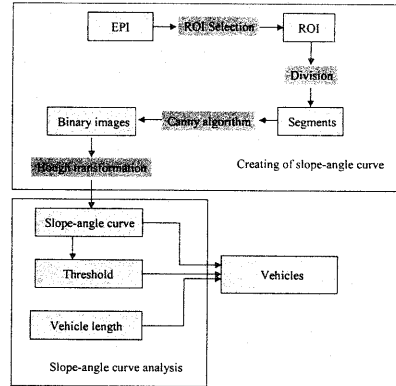 EPI
ROI Selection
ROI
Division
Binary images
Canny algorithm
Segments
Hough transformation
Creating of slope-angle curve
Slope-angle curve
Threshold
Vehicles
Vehicle length
Slope-angle curve analysis